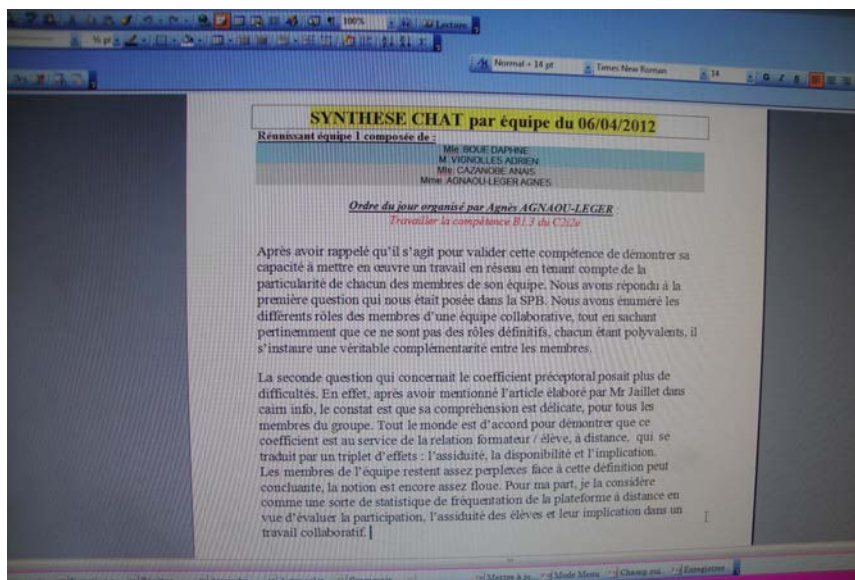 100%
Lecture
¼ pt
Normal + 14 pt
Times New Roman
14
G I S
SYNTHESE CHAT par équipe du 06/04/2012
Réunissant équipe 1 composée de :
Mle. BOUE DAPHNE
M. VIGNOLLES ADRIEN
Mle. CAZANOBE ANAIS
Mme. AGNAOU-LEGER AGNES
Ordre du jour organisé par Agnès AGNAOU-LEGER
Travailler la compétence B1.3 du C2i2e
Après avoir rappelé qu'il s'agit pour valider cette compétence de démontrer sa
capacité à mettre en œuvre un travail en réseau en tenant compte de la
particularité de chacun des membres de son équipe. Nous avons répondu à la
première question qui nous était posée dans la SPB. Nous avons énuméré les
différents rôles des membres d'une équipe collaborative, tout en sachant
pertinemment que ce ne sont pas des rôles définitifs, chacun étant polyvalents, il
s'instaure une véritable complémentarité entre les membres.
La seconde question qui concernait le coefficient préceptoral posait plus de
difficultés. En effet, après avoir mentionné l'article élaboré par Mr Jaillet dans
cairn info, le constat est que sa compréhension est délicate, pour tous les
membres du groupe. Tout le monde est d'accord pour démontrer que ce
coefficient est au service de la relation formateur / élève, à distance, qui se
traduit par un triplet d'effets : l'assiduité, la disponibilité et l'implication.
Les membres de l'équipe restent assez perplexes face à cette définition peut
concluante, la notion est encore assez floue. Pour ma part, je la considère
comme une sorte de statistique de fréquentation de la plateforme à distance en
vue d'évaluer la participation, l'assiduité des élèves et leur implication dans un
travail collaboratif.
Mettre à je... Mode Menu Champ sui... Enregistrer